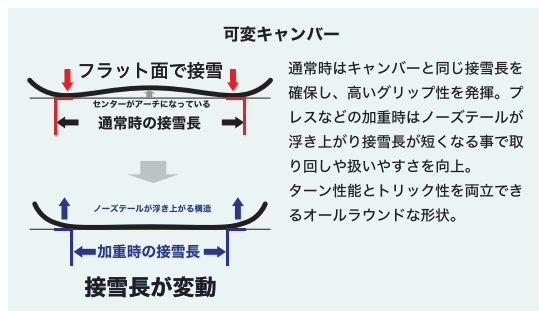 可変キャンバー
フラット面で接雪
センターがアーチになっている
通常時の接雪長
ノーズテールが浮き上がる構造
加重時の接雪長
接雪長が変動
通常時はキャンバーと同じ接雪長を
確保し、高いグリップ性を発揮。プ
レスなどの加重時はノーズテールが
浮き上がり接雪長が短くなる事で取
り回しや扱いやすさを向上。
ターン性能とトリック性を両立でき
るオールラウンドな形状。